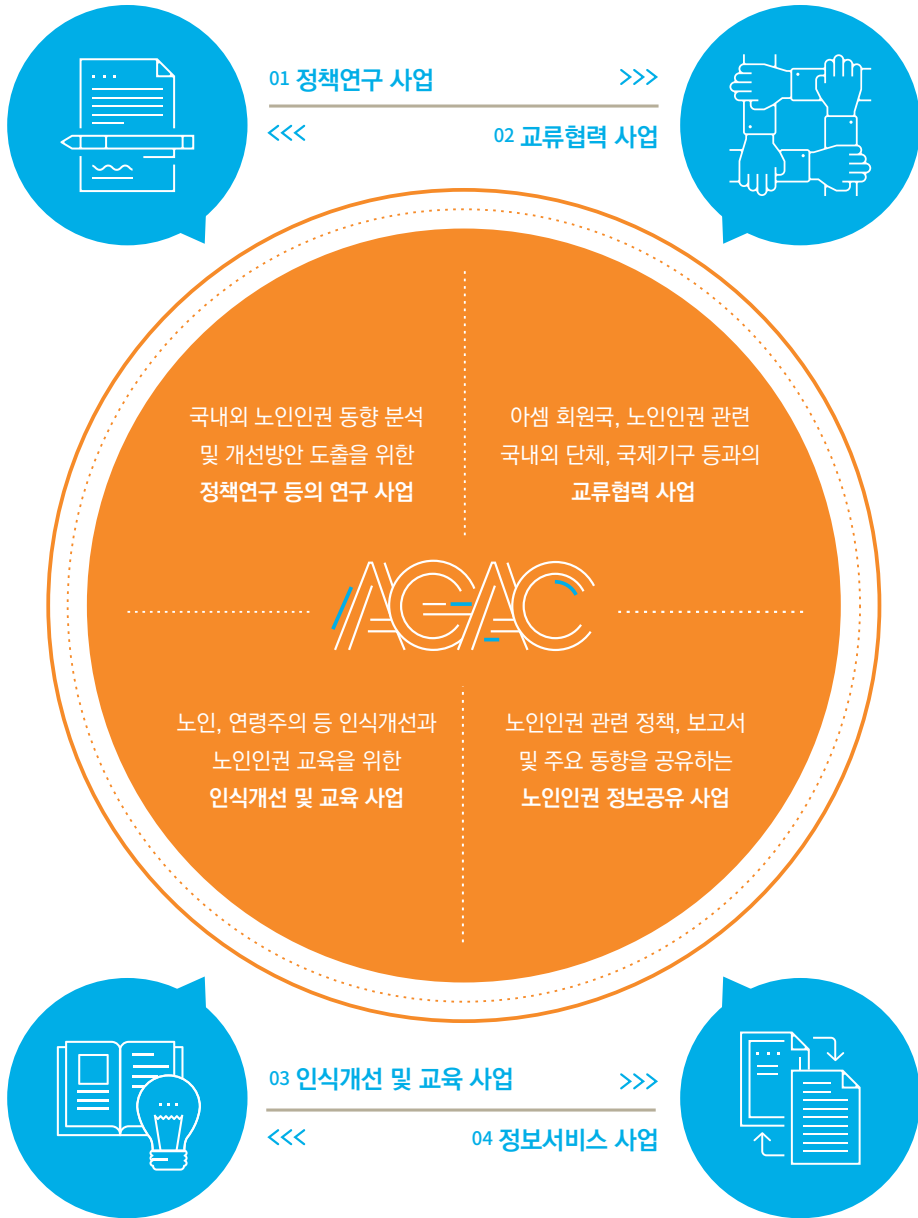 01 정책연구 사업 >>>
<<< 02 교류협력 사업
국내외 노인인권 동향 분석
및 개선방안 도출을 위한
정책연구 등의 연구 사업
아셈 회원국, 노인인권 관련
국내외 단체, 국제기구 등과의
교류협력 사업
AGAC
노인, 연령주의 등 인식개선과
노인인권 교육을 위한
인식개선 및 교육 사업
노인인권 관련 정책, 보고서
및 주요 동향을 공유하는
노인인권 정보공유 사업
03 인식개선 및 교육 사업 >>>
<<< 04 정보서비스 사업